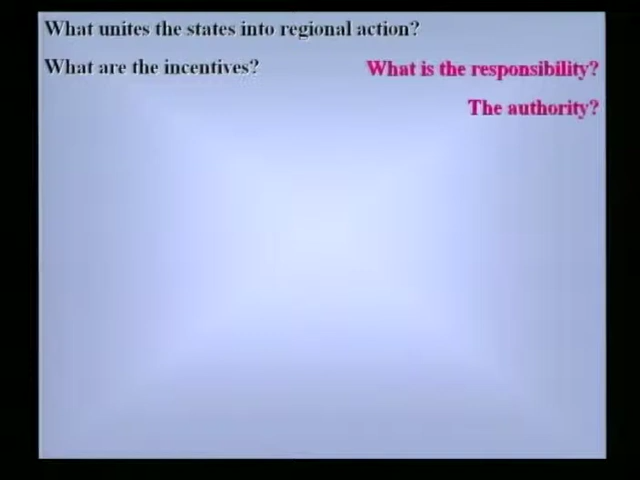 What unites the states into regional action?
What are the incentives?
What is the responsibility?
The authority?